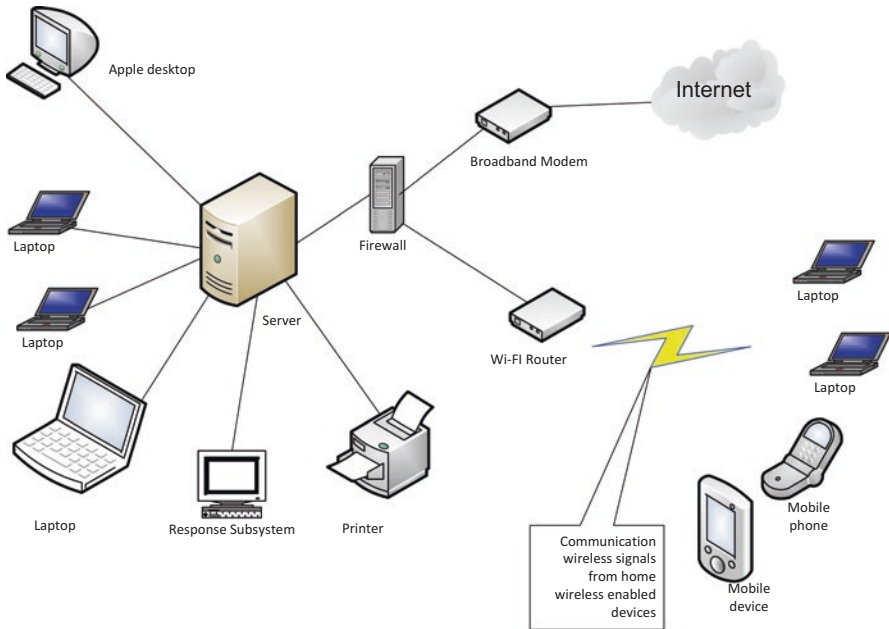 Apple desktop
Internet
Broadband Modem
Laptop
Firewall
Laptop
Server
Laptop
Wi-FI Router
Laptop
Laptop
Response Subsystem
Printer
Mobile
phone
Communication
wireless signals
from home
wireless enabled
devices
Mobile
device
Laptop